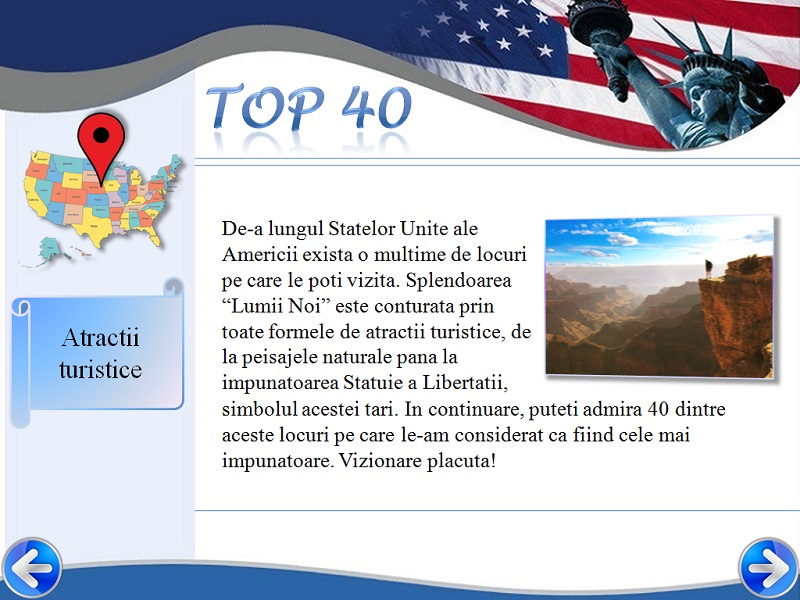 TOP 40
De-a lungul Statelor Unite ale
Americii exista o multime de locuri
pe care le poti vizita. Splendoarea
“Lumii Noi” este conturata prin
toate formele de atractii turistice, de
la peisajele naturale pana la
impunatoarea Statuie a Libertatii,
simbolul acestei tari. In continuare, puteti admira 40 dintre
aceste locuri pe care le-am considerat ca fiind cele mai
impunatoare. Vizionare placuta!
Atractii
turistice